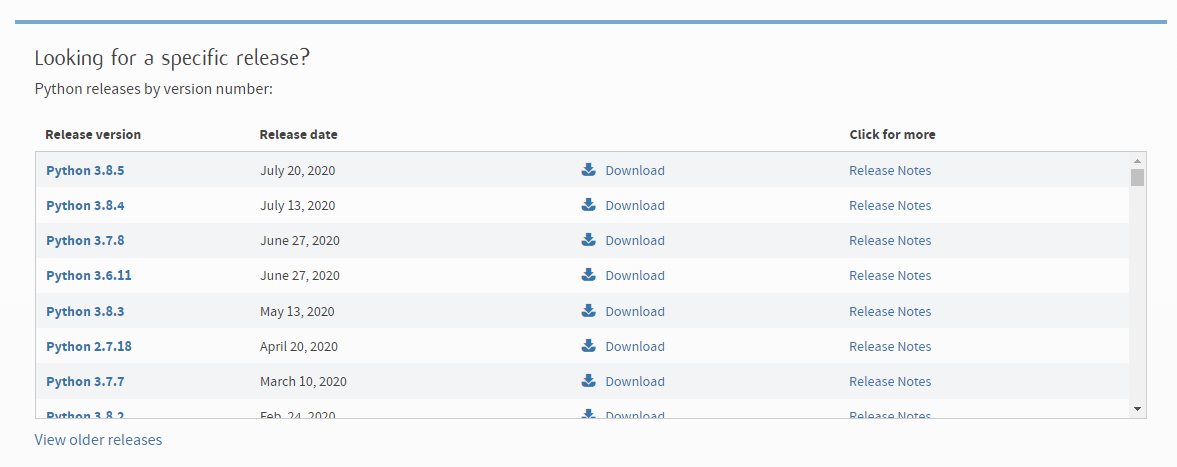 Looking for a specific release?
Python releases by version number:
Release version Release date Click for more
Python 3.8.5 July 20, 2020 Download Release Notes
Python 3.8.4 July 13, 2020 Download Release Notes
Python 3.7.8 June 27, 2020 Download Release Notes
Python 3.6.11 June 27, 2020 Download Release Notes
Python 3.8.3 May 13, 2020 Download Release Notes
Python 2.7.18 April 20, 2020 Download Release Notes
Python 3.7.7 March 10, 2020 Download Release Notes
Python 3.8.2 Feb. 24, 2020 Download Release Notes
View older releases